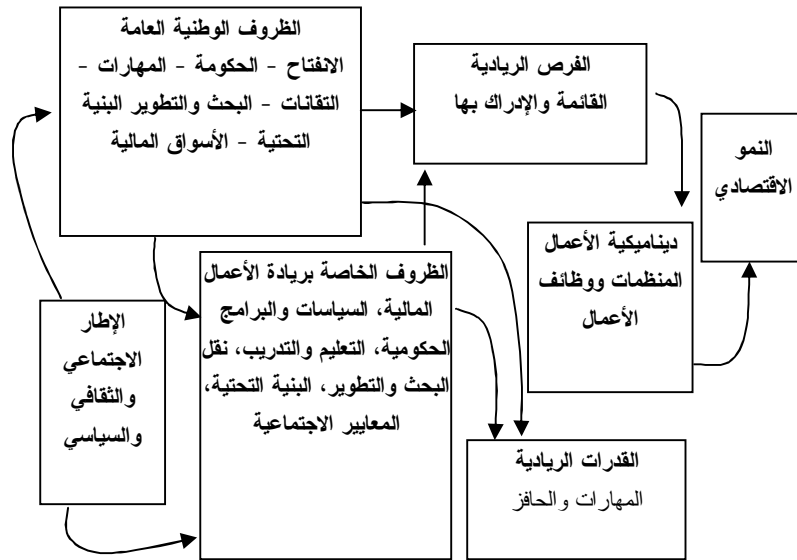 الظروف الوطنية العامة
الانفتاح - الحكومة - المهارات -
التقانات - البحث والتطوير البنية
التحتية - الأسواق المالية
الفرص الريادية
القائمة والإدراك بها
النمو
الاقتصادي
ديناميكية الأعمال
المنظمات ووظائف
الأعمال
الظروف الخاصة بريادة الأعمال
المالية، السياسات والبرامج
الحكومية، التعليم والتدريب، نقل
البحث والتطوير، البنية التحتية،
المعايير الاجتماعية
الإطار
الاجتماعي
والثقافي
والسياسي
القدرات الريادية
المهارات والحافز